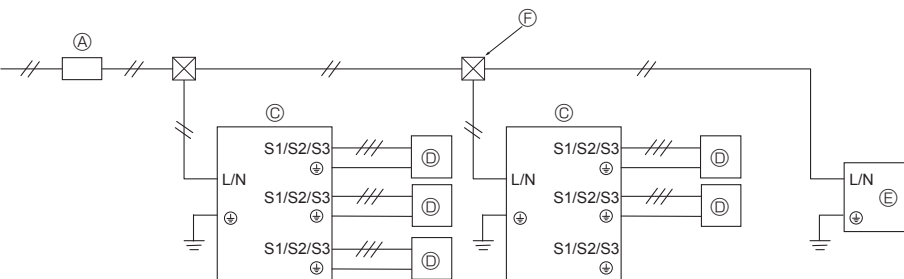 Ⓕ
Ⓐ
Ⓒ Ⓒ
S1/S2/S3 Ⓓ S1/S2/S3 Ⓓ
L/N L/N L/N
S1/S2/S3 Ⓓ S1/S2/S3 Ⓓ Ⓔ
S1/S2/S3 Ⓓ S1/S2/S3